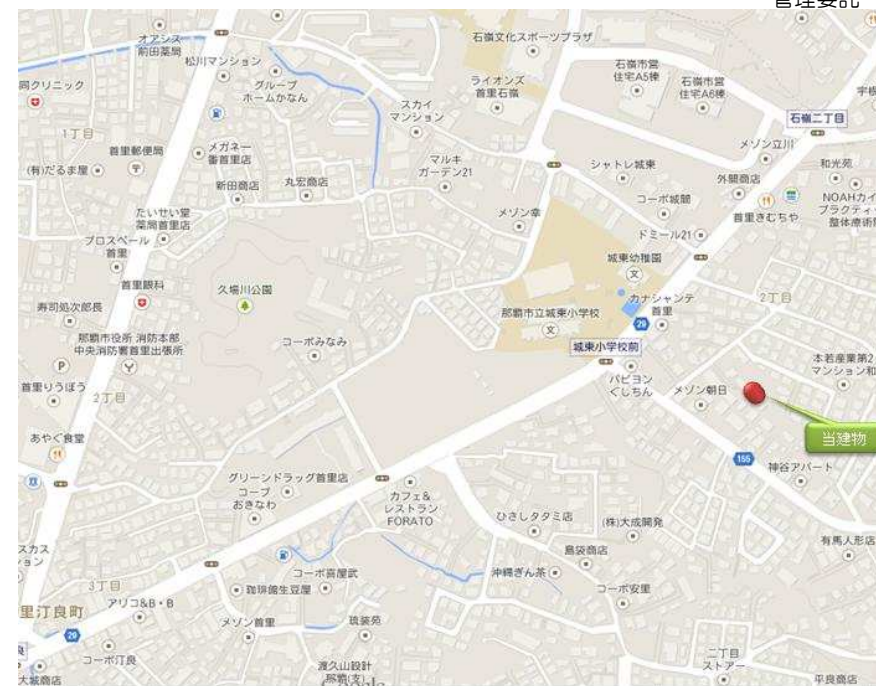 管理委託
オアシス
前田薬局
松川マンション
石嶺文化スポーツプラザ
石嶺市営
住宅A5棟
石嶺市営
住宅A6棟
同クリニック
グループ
ホームかなん
ライオンズ
首里石嶺
スカイ
マンション
石嶺二丁目
1丁目
首里郵便局
メガネ一
番首里店
メゾン立川
(有)だるま屋
新田商店
丸宏商店
マルキ
ガーデン21
シャトレ城東
外間商店
和光苑
コーポ城間
NOAHカイ
プラクティ
整体療術
たいせい堂
薬局首里店
メゾン幸
首里きむちや
ドミール21
プロスペール
首里
城東幼稚園
文
首里眼科
久場川公園
カナシャンテ
首里
2丁目
寿司処次郎長
那覇市立城東小学校
文
29
那覇市役所 消防本部
中央消防署首里出張所
コーポみなみ
城東小学校前
本若産業第2
マンション和
P
首里りうぼう
2丁目
パピヨン
ぐしちん
メゾン朝日
当建物
あやぐ食堂
155
神谷アパート
グリーンドラッグ首里店
コープ
おきなわ
カフェ&
レストラン
FORATO
ひさしタタミ店
(株)大成開発
有馬人形店
スカス
島袋商店
コーポ喜屋武
沖縄ぎん茶
3丁目
珈琲館生豆屋
コーポ安里
アリコ&B・B
里汀良町
メゾン首里
琉装苑
29
コーポ汀良
渡久山設計
二丁目
ストアー
大城商店
平良商店